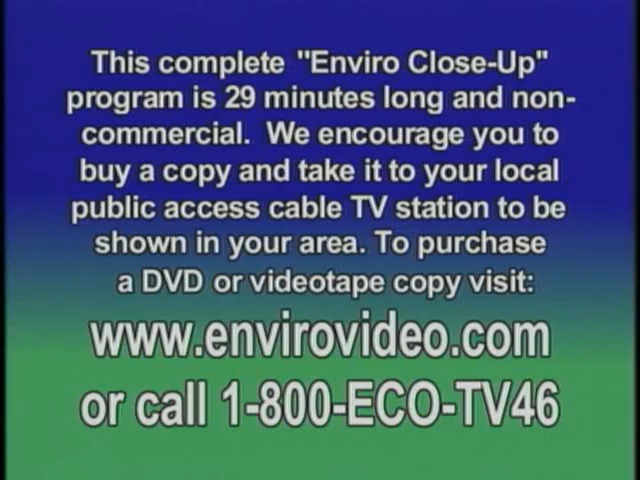 This complete "Enviro Close-Up"
program is 29 minutes long and non-
commercial.  We encourage you to
buy a copy and take it to your local
public access cable TV station to be
shown in your area. To purchase
a DVD or videotape copy visit:
www.envirovideo.com
or call 1-800-ECO-TV46